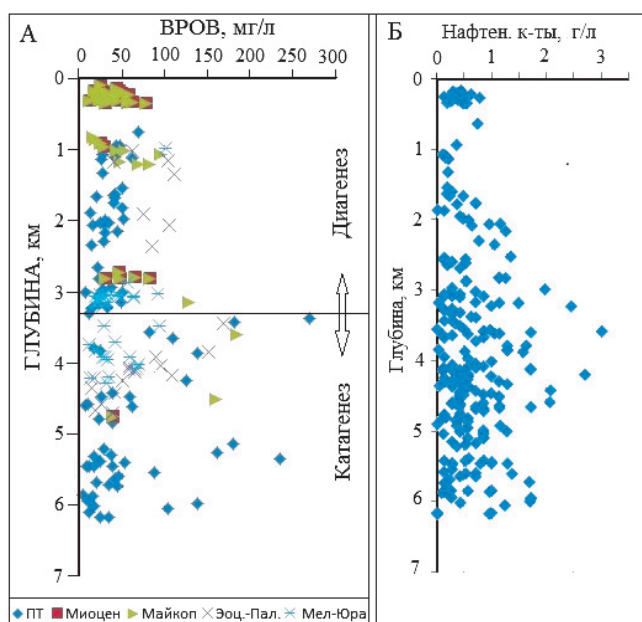 А
ВРОВ, мг/л
0 50 100 150 200 250 300
0
1
2
3
4
5
6
7
ГЛУБИНА, км
Диагенез
Катагенез
Б
Нафтен. к-ты, г/л
0 1 2 3
0
1
2
3
4
5
6
7
Глубина, км
ПТ Миоцен Майкоп Эоц.-Пал. Мел-Юра